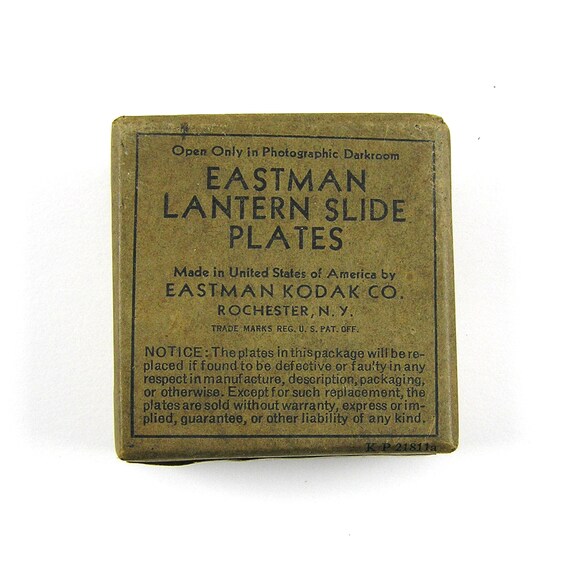 Open Only in Photographic Darkroom
EASTMAN
LANTERN SLIDE
PLATES
Made in United States of America by
EASTMAN KODAK CO.
ROCHESTER, N. Y.
TRADE MARKS REG. U. S. PAT. OFF.
NOTICE: The plates in this package will be re-
placed if found to be defective or faulty in any
respect in manufacture, description, packaging,
or otherwise. Except for such replacement, the
plates are sold without warranty, express or im-
plied, guarantee, or other liability of any kind.
K P 21811a